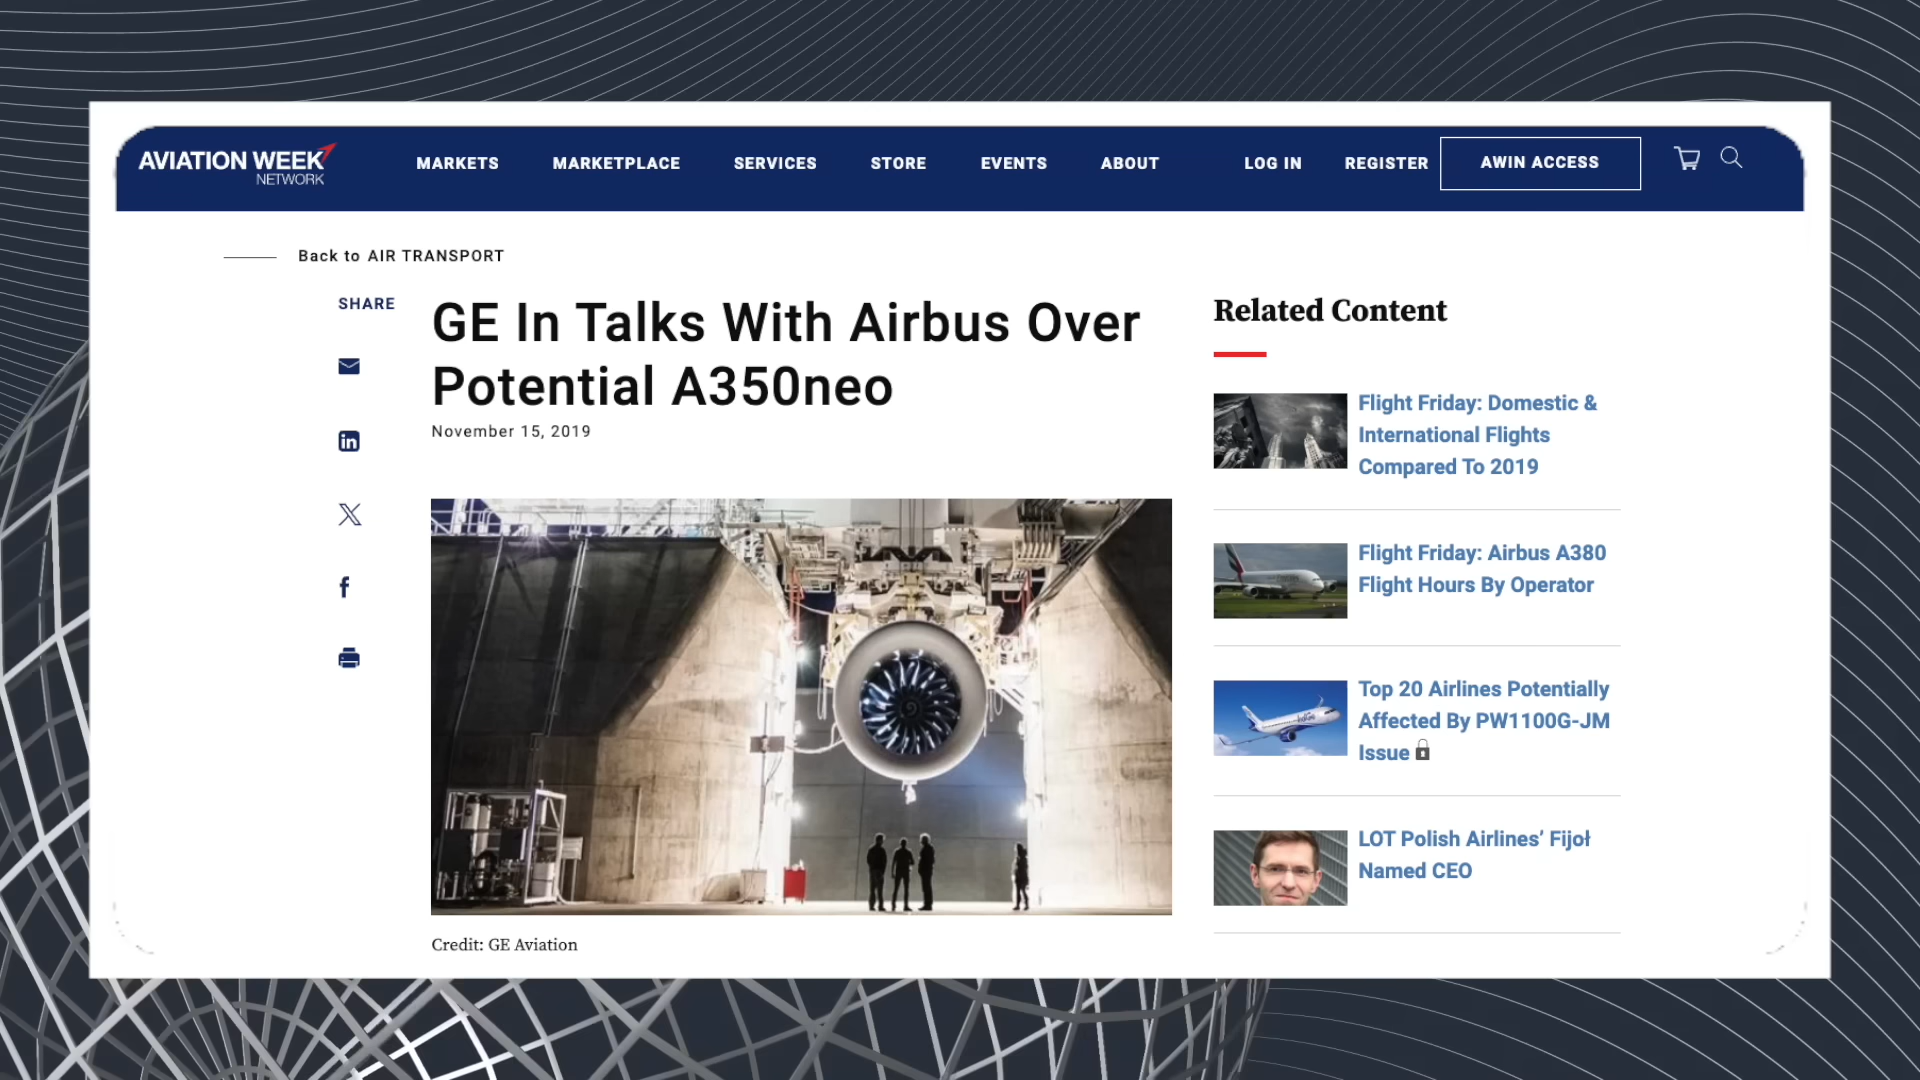 AVIATION WEEK
NETWORK
MARKETS MARKETPLACE SERVICES STORE EVENTS ABOUT LOG IN REGISTER AWIN ACCESS
Back to AIR TRANSPORT
SHARE
GE In Talks With Airbus Over
Potential A350neo
November 15, 2019
Credit: GE Aviation
Related Content
Flight Friday: Domestic &
International Flights
Compared To 2019
Flight Friday: Airbus A380
Flight Hours By Operator
Top 20 Airlines Potentially
Affected By PW1100G-JM
Issue
LOT Polish Airlines’ Fijoł
Named CEO